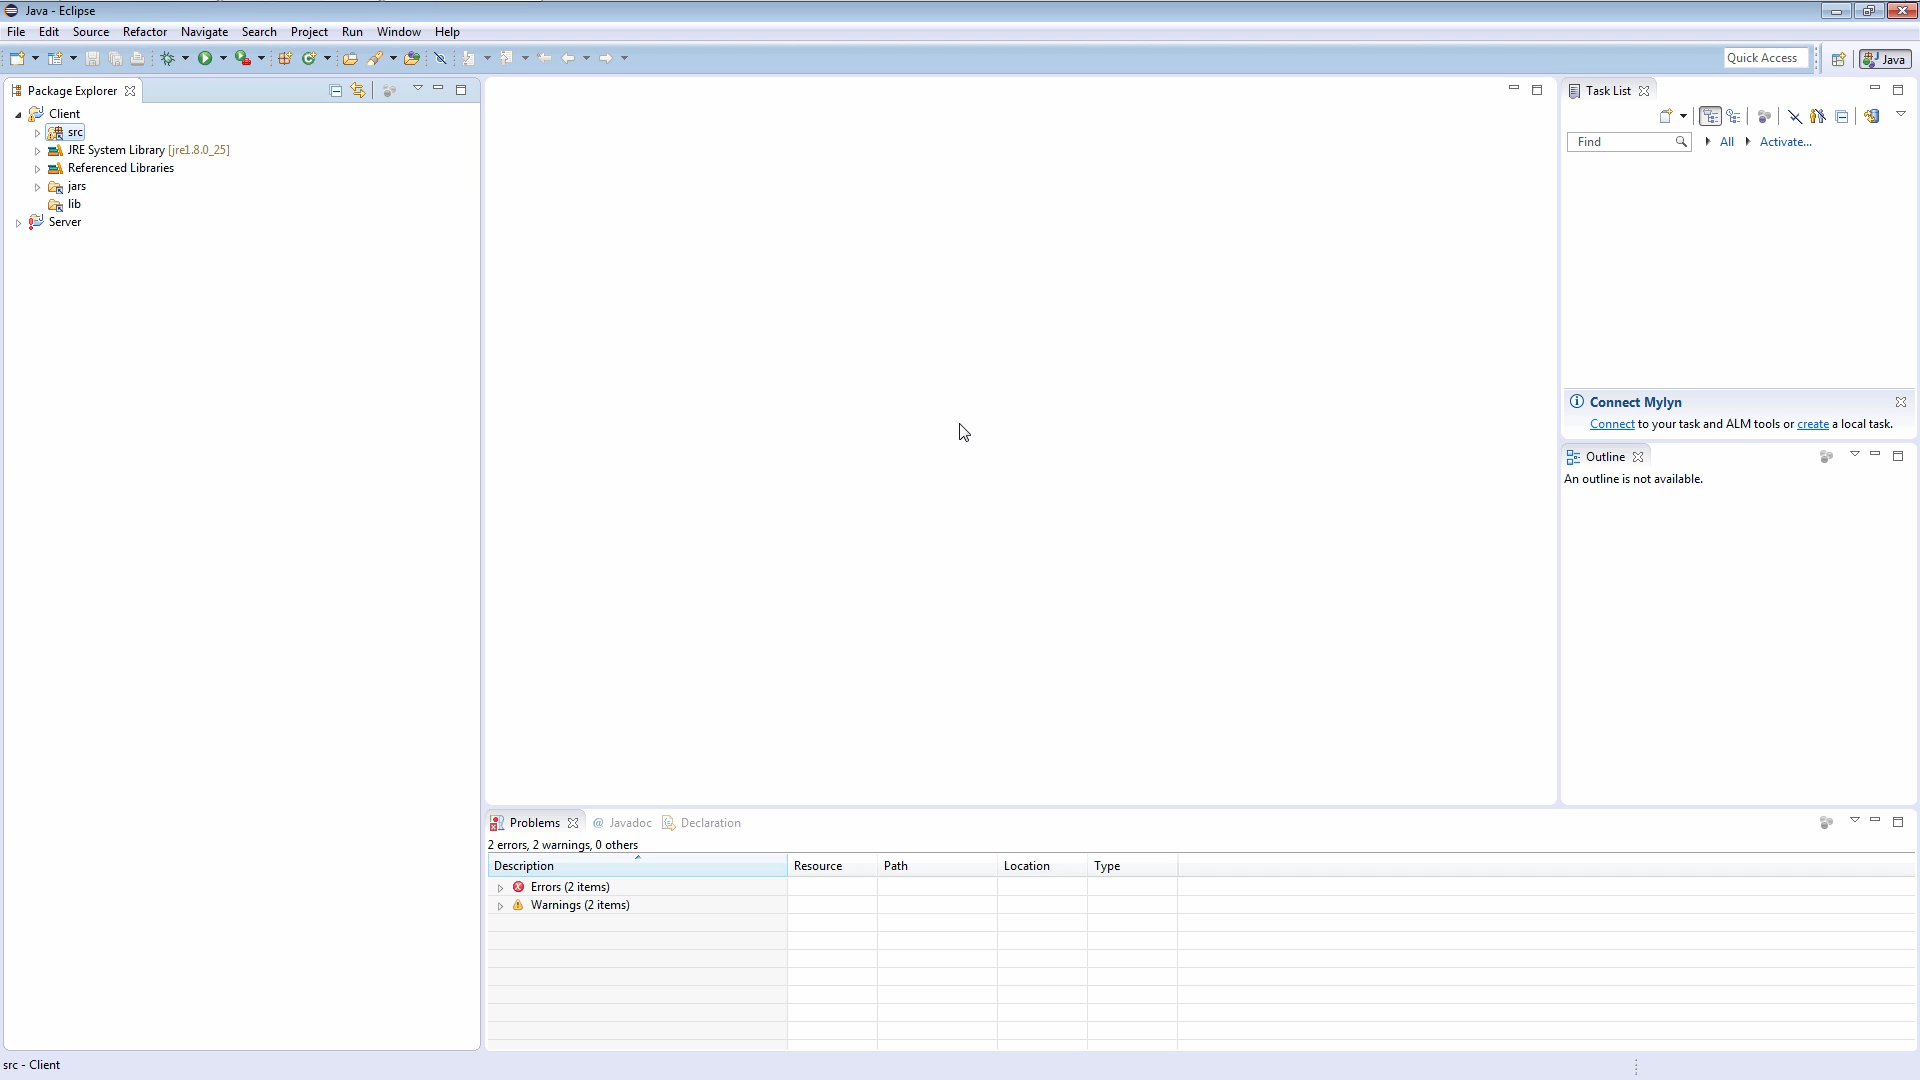 Java - Eclipse
File Edit Source Refactor Navigate Search Project Run Window Help
Quick Access
Java
Package Explorer
Client
src
JRE System Library [jre1.8.0_25]
Referenced Libraries
jars
lib
Server
Task List
Find
All
Activate...
Connect Mylyn
Connect to your task and ALM tools or create a local task.
Outline
An outline is not available.
Problems @ Javadoc Declaration
2 errors, 2 warnings, 0 others
Description Resource Path Location Type
Errors (2 items)
Warnings (2 items)
src - Client